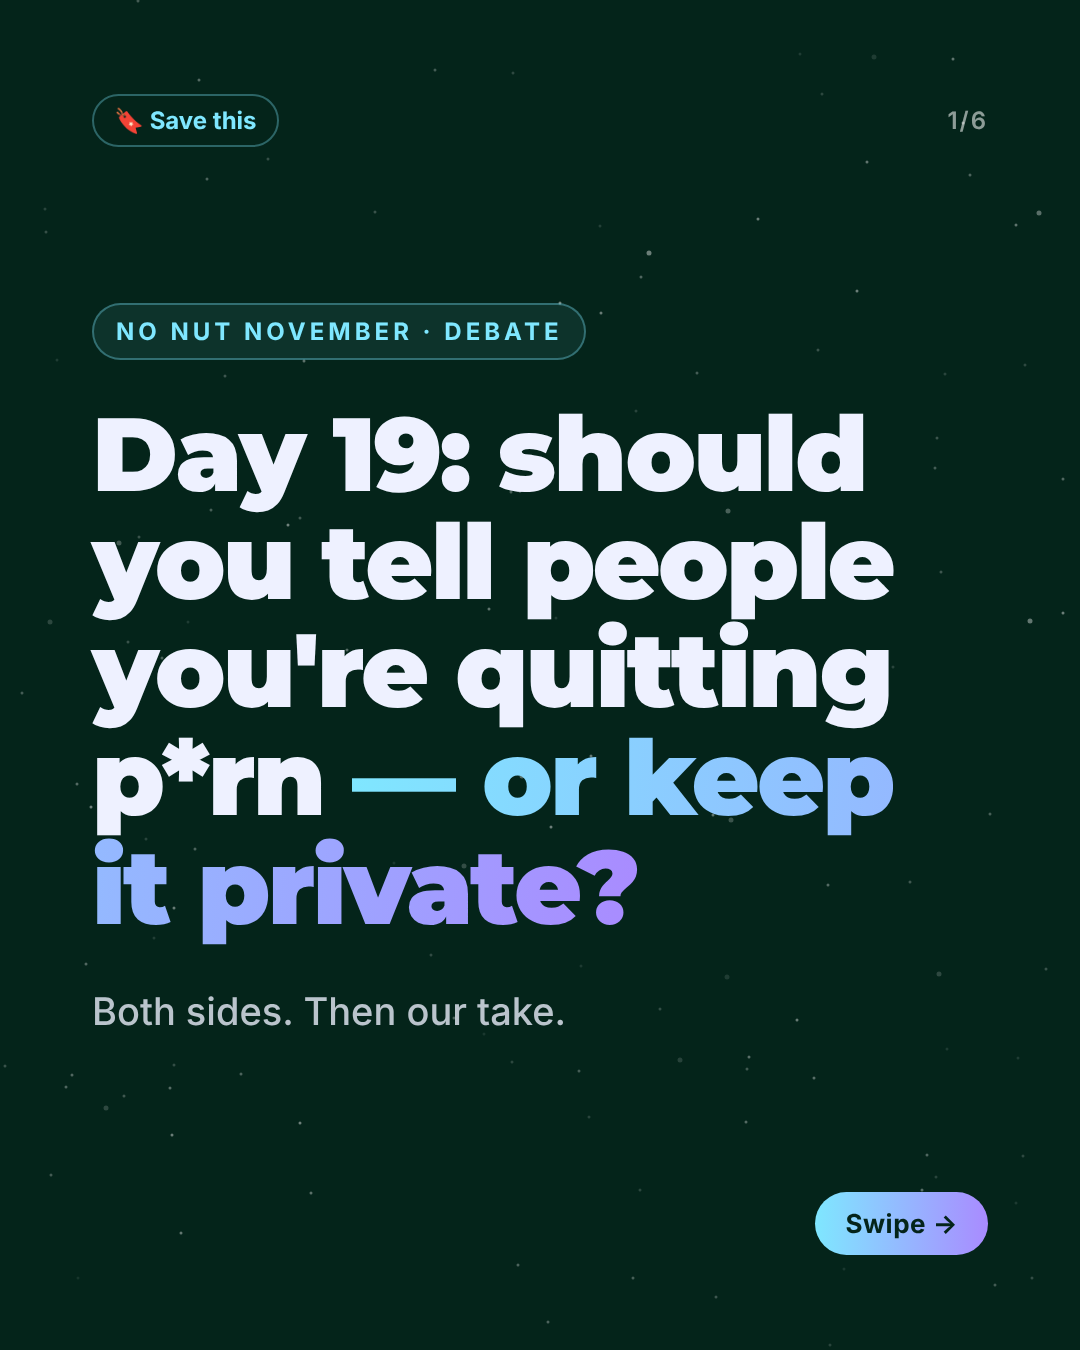 🔖 Save this
1/6
NO NUT NOVEMBER · DEBATE
Day 19: should
you tell people
you're quitting
p*rn — or keep
it private?
Both sides. Then our take.
Swipe →